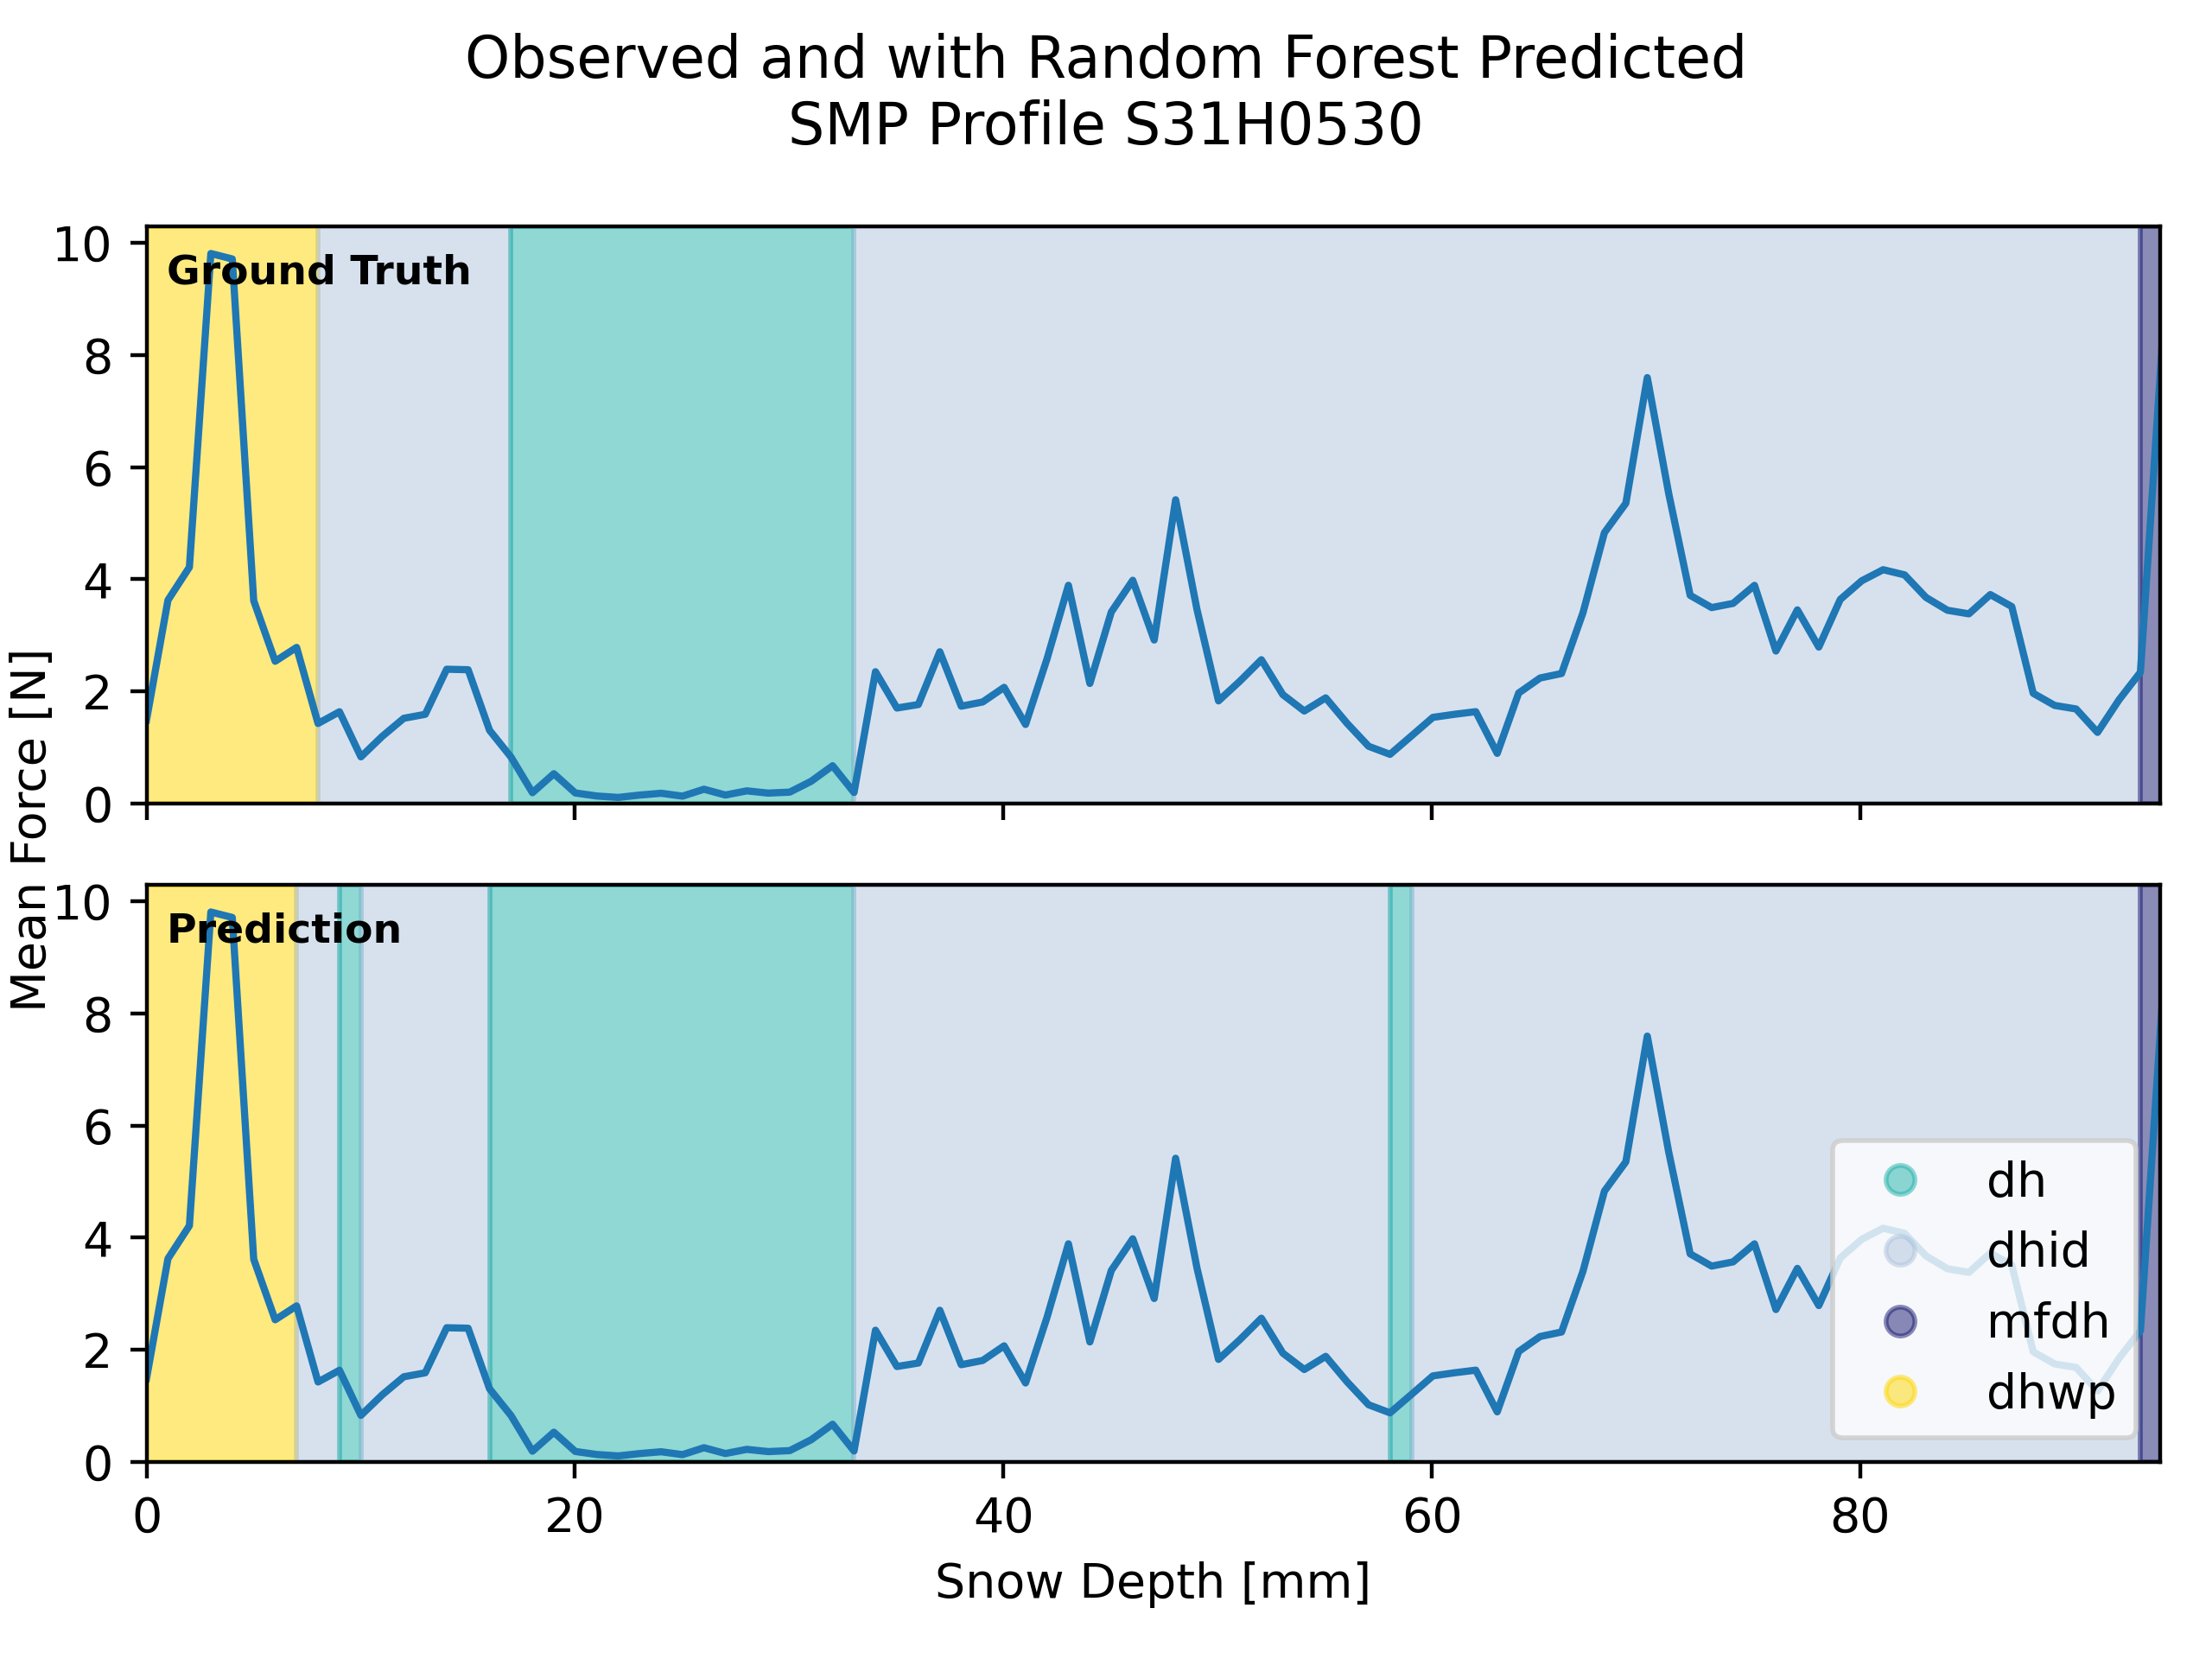 Observed and with Random Forest Predicted
SMP Profile S31H0530
Mean Force [N]
10
8
6
4
2
0
Ground Truth
10
8
6
4
2
0
Prediction
dh
dhid
mfdh
dhwp
0
20
40
60
80
Snow Depth [mm]